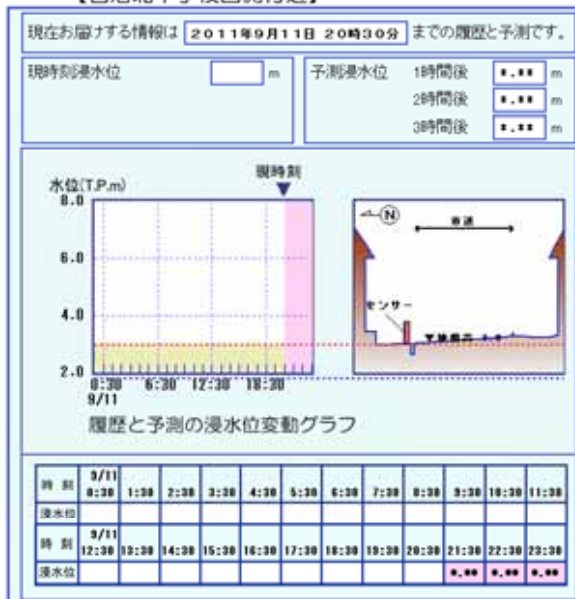 現在お届けする情報は 2011年9月11日 20時30分 までの履歴と予測です。
現時刻浸水位 m
予測浸水位 1時間後 *.** m
2時間後 *.** m
3時間後 *.** m
水位(T.P.m)
現時刻
8.0
6.0
4.0
2.0
0:30 6:30 12:30 18:30
9/11
N
市道
センサー
履歴と予測の浸水位変動グラフ
時刻 9/11 0:30 1:30 2:30 3:30 4:30 5:30 6:30 7:30 8:30 9:30 10:30 11:30
浸水位
時刻 9/11 12:30 13:30 14:30 15:30 16:30 17:30 18:30 19:30 20:30 21:30 22:30 23:30
浸水位 *.** *.** *.**